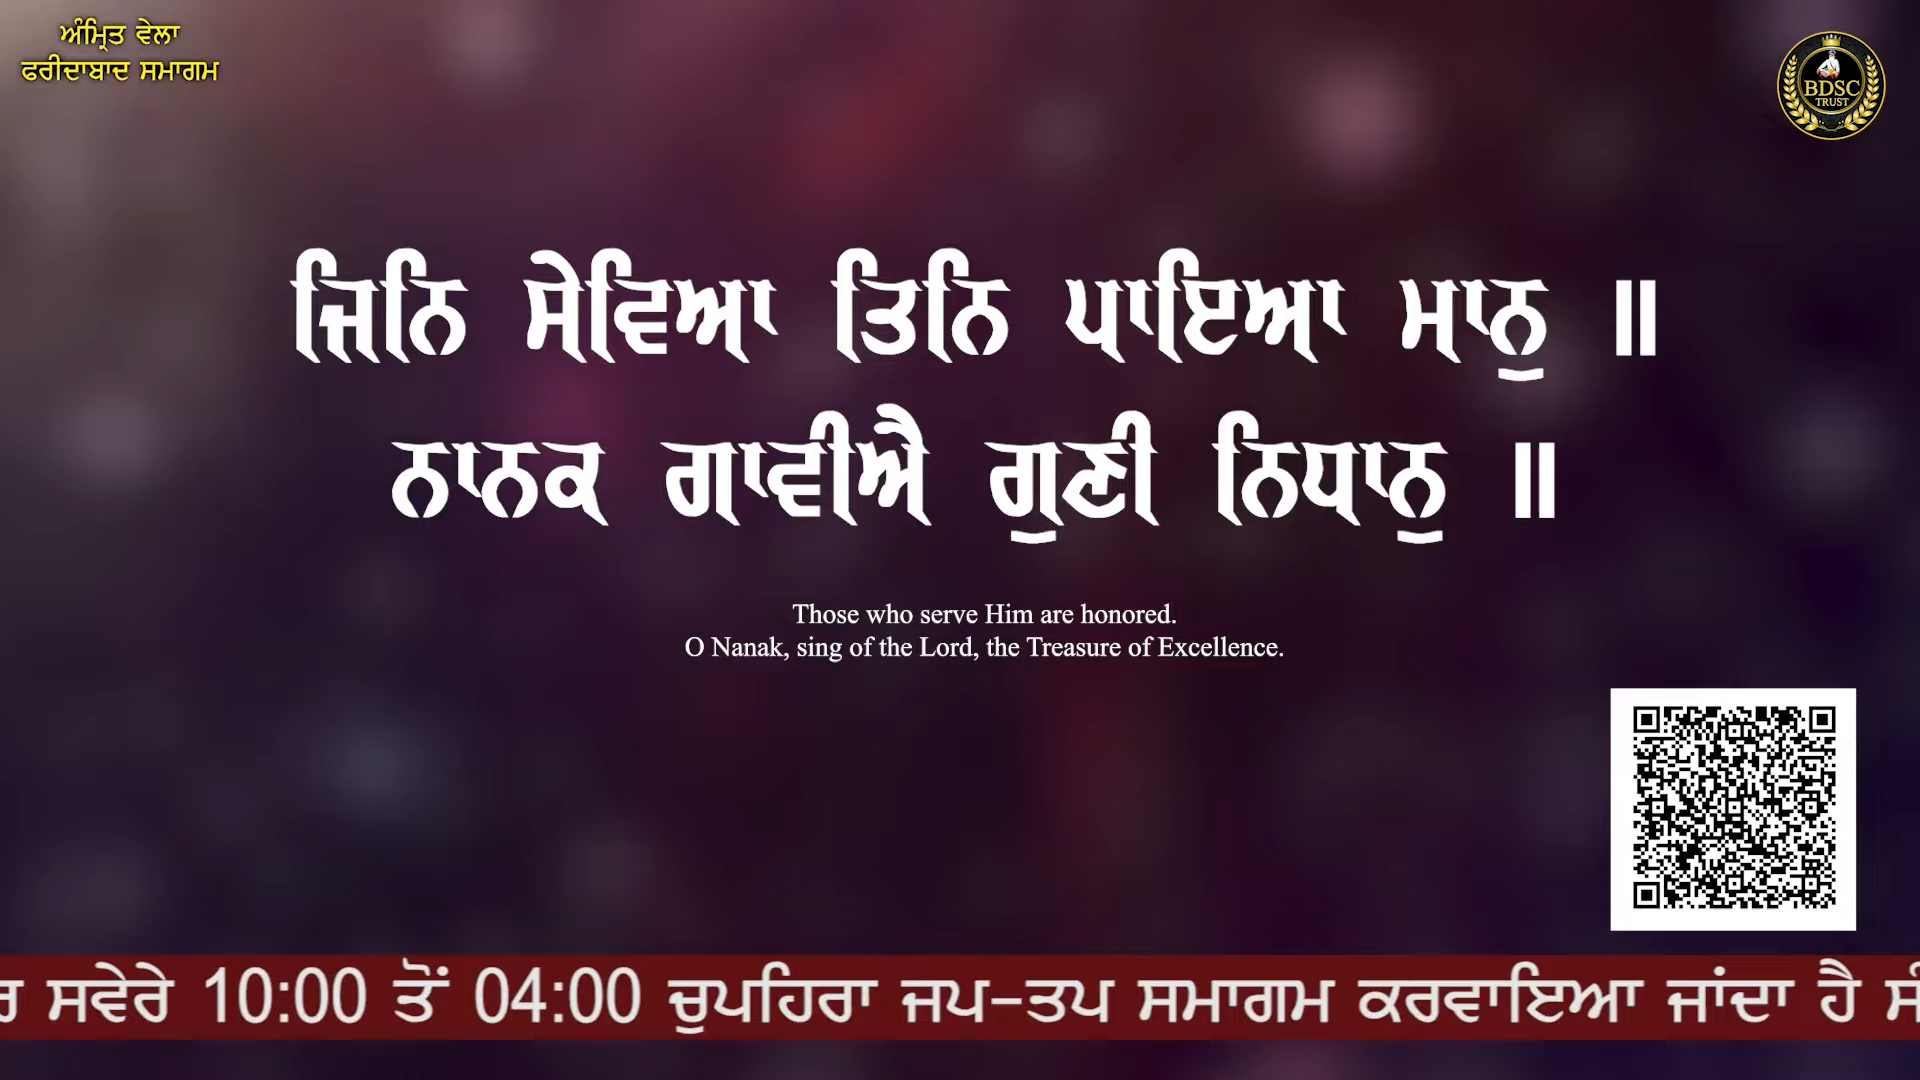 ਅੰਮ੍ਰਿਤ ਵੇਲਾ
ਫਰੀਦਾਬਾਦ ਸਮਾਗਮ
BDSC
TRUST
ਜਿਨਿ ਸੇਵਿਆ ਤਿਨਿ ਪਾਇਆ ਮਾਨੁ ॥
ਨਾਨਕ ਗਾਵੀਐ ਗੁਣੀ ਨਿਧਾਨੁ ॥
Those who serve Him are honored.
O Nanak, sing of the Lord, the Treasure of Excellence.
ਸਵੇਰੇ 10:00 ਤੋਂ 04:00 ਚੁਪਹਿਰਾ ਜਪ-ਤਪ ਸਮਾਗਮ ਕਰਵਾਇਆ ਜਾਂਦਾ ਹੈ